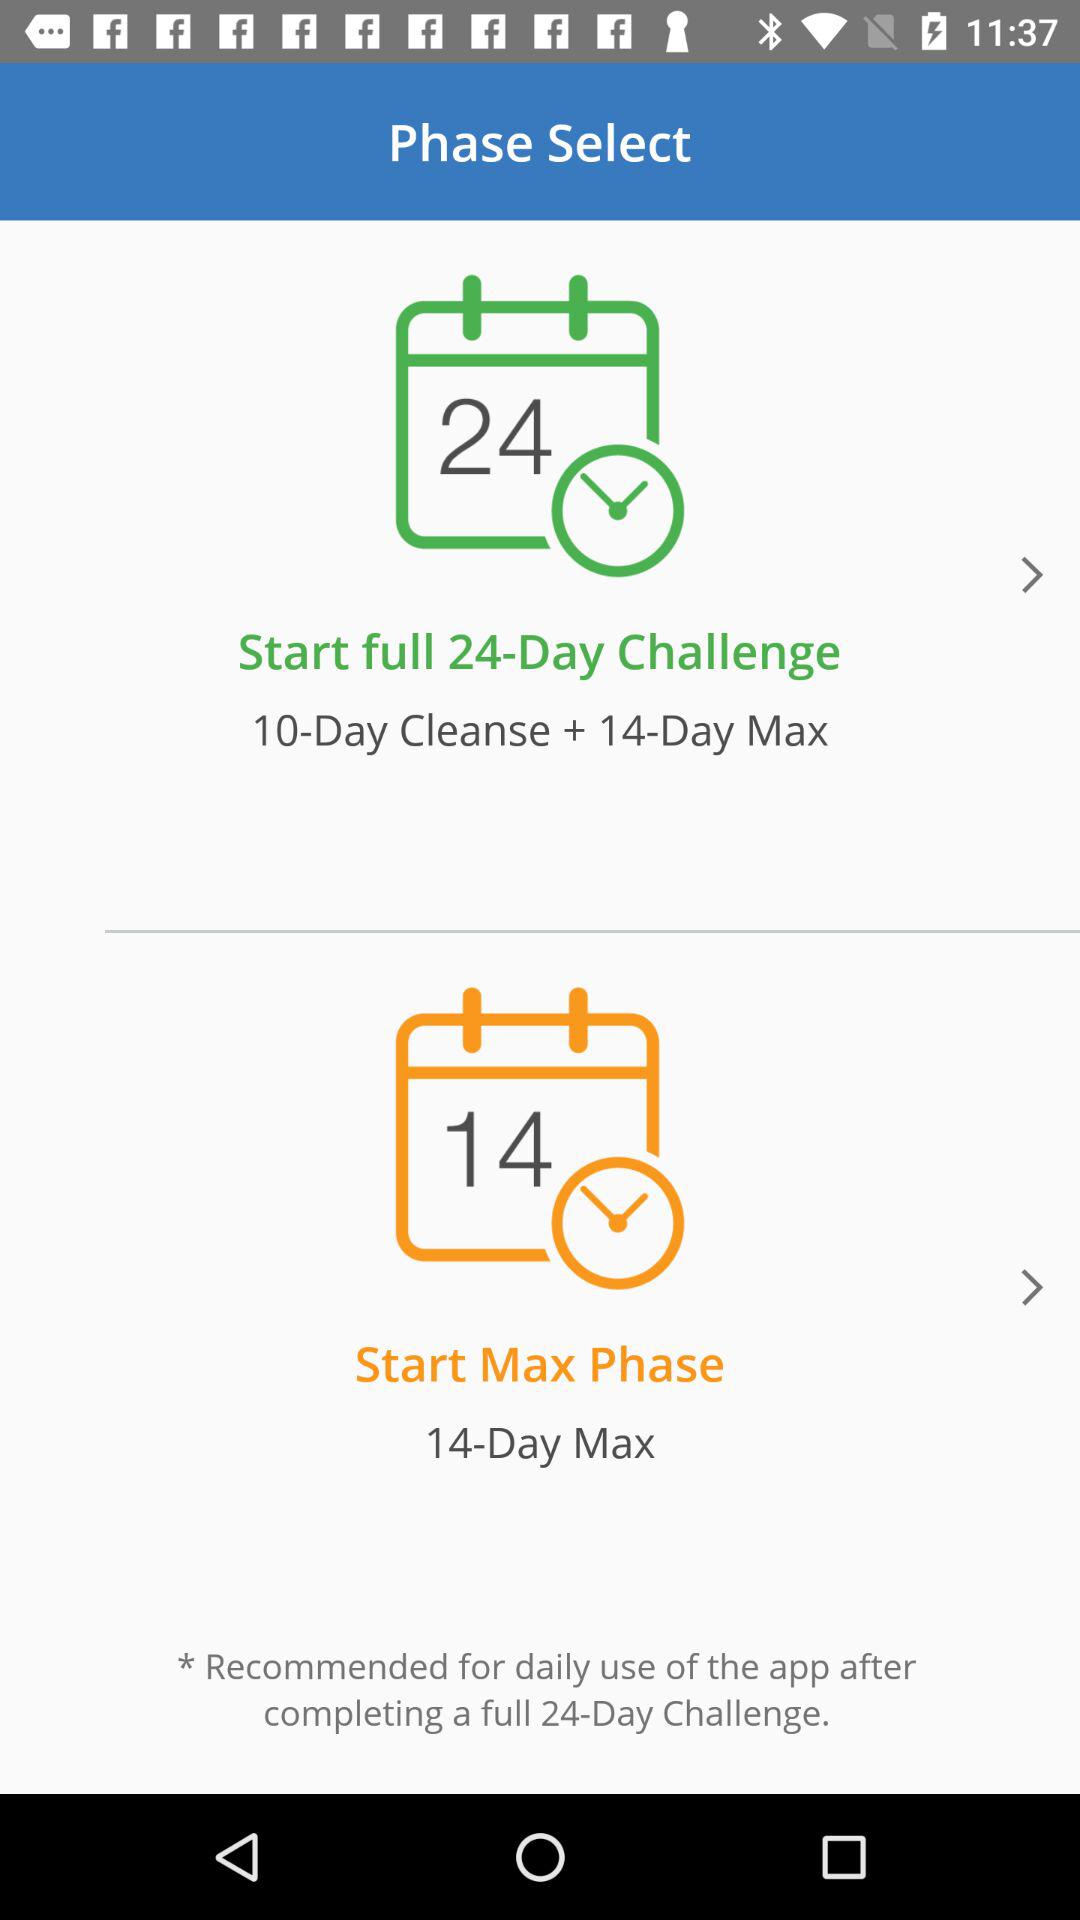 11:37
Phase Select
24
Start full 24-Day Challenge
10-Day Cleanse + 14-Day Max
14
Start Max Phase
14-Day Max
* Recommended for daily use of the app after
completing a full 24-Day Challenge.